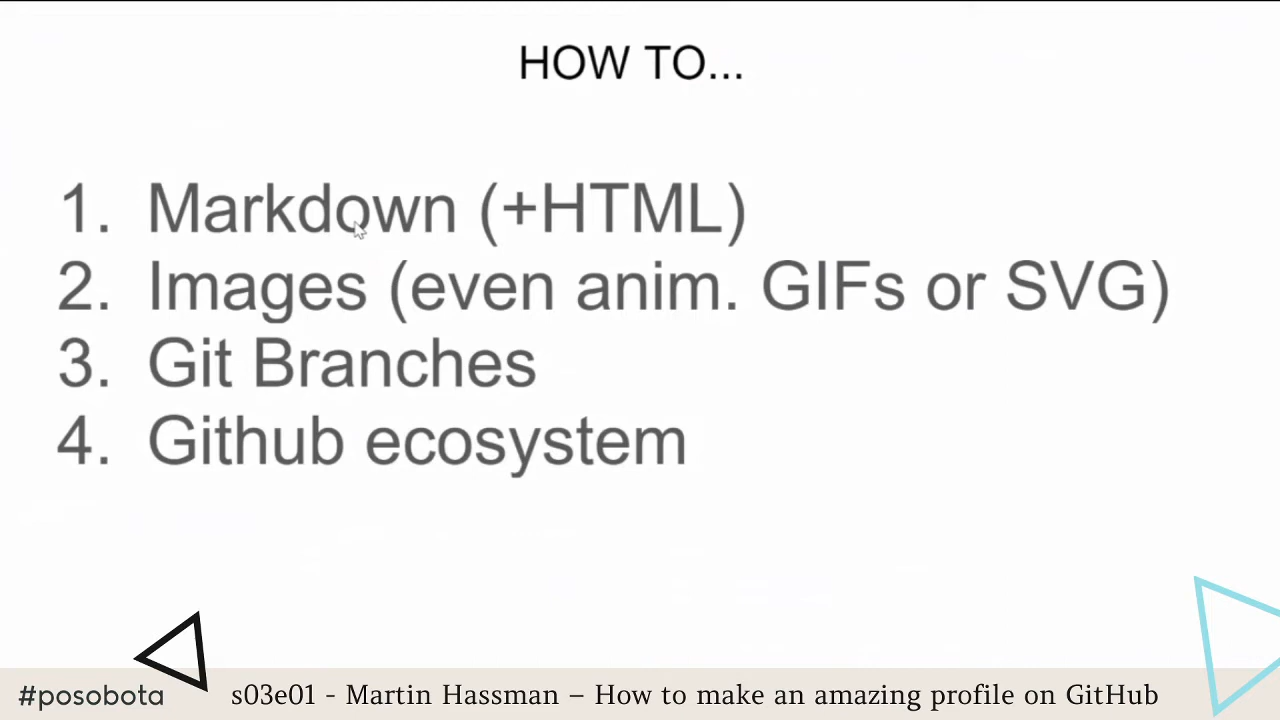 HOW TO...
1. Markdown (+HTML)
2. Images (even anim. GIFs or SVG)
3. Git Branches
4. Github ecosystem
#posobota s03e01 - Martin Hassman – How to make an amazing profile on GitHub